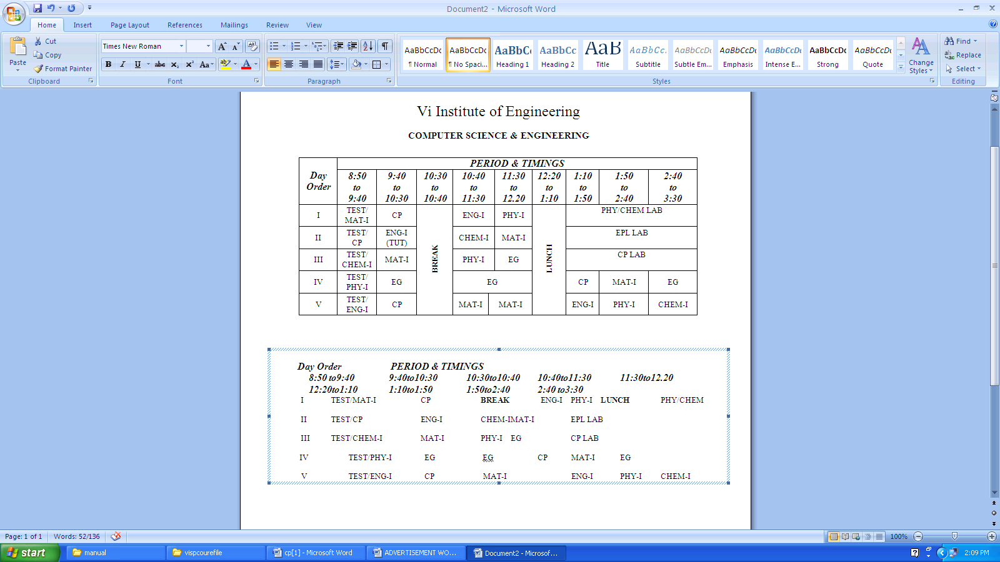 Document2 - Microsoft Word
Home Insert Page Layout References Mailings Review View
Paste Cut Copy Format Painter Clipboard
Times New Roman Font
Paragraph
AaBbCcDc ¶ Normal AaBbCcDc ¶ No Spaci... AaBbCc Heading 1 AaBbCc Heading 2 AaB Title AaBbCc. Subtitle AaBbCcDc Subtle Em... AaBbCcDc Emphasis AaBbCcDc Intense E... AaBbCcDc Strong AaBbCcDc Quote Change Styles Styles
Find Replace Select Editing
Vi Institute of Engineering
COMPUTER SCIENCE & ENGINEERING
Day Order PERIOD & TIMINGS
8:50 to 9:40 9:40 to 10:30 10:30 to 10:40 10:40 to 11:30 11:30 to 12.20 12:20 to 1:10 1:10 to 1:50 1:50 to 2:40 2:40 to 3:30
I TEST/ MAT-I CP BREAK ENG-I PHY-I LUNCH PHY/CHEM LAB
II TEST/ CP ENG-I (TUT) CHEM-I MAT-I EPL LAB
III TEST/ CHEM-I MAT-I PHY-I EG CP LAB
IV TEST/ PHY-I EG EG CP MAT-I EG
V TEST/ ENG-I CP MAT-I MAT-I ENG-I PHY-I CHEM-I
Day Order PERIOD & TIMINGS
8:50 to9:40 9:40to10:30 10:30to10:40 10:40to11:30 11:30to12.20
12:20to1:10 1:10to1:50 1:50to2:40 2:40 to3:30
I TEST/MAT-I CP BREAK ENG-I PHY-I LUNCH PHY/CHEM
II TEST/CP ENG-I CHEM-IMAT-I EPL LAB
III TEST/CHEM-I MAT-I PHY-I EG CP LAB
IV TEST/PHY-I EG EG CP MAT-I EG
V TEST/ENG-I CP MAT-I ENG-I PHY-I CHEM-I
Page: 1 of 1 Words: 52/136 100%
start manual vispcourefile cp[1] - Microsoft Word ADVERTISEMENT WO... Document2 - Microsof... 2:09 PM